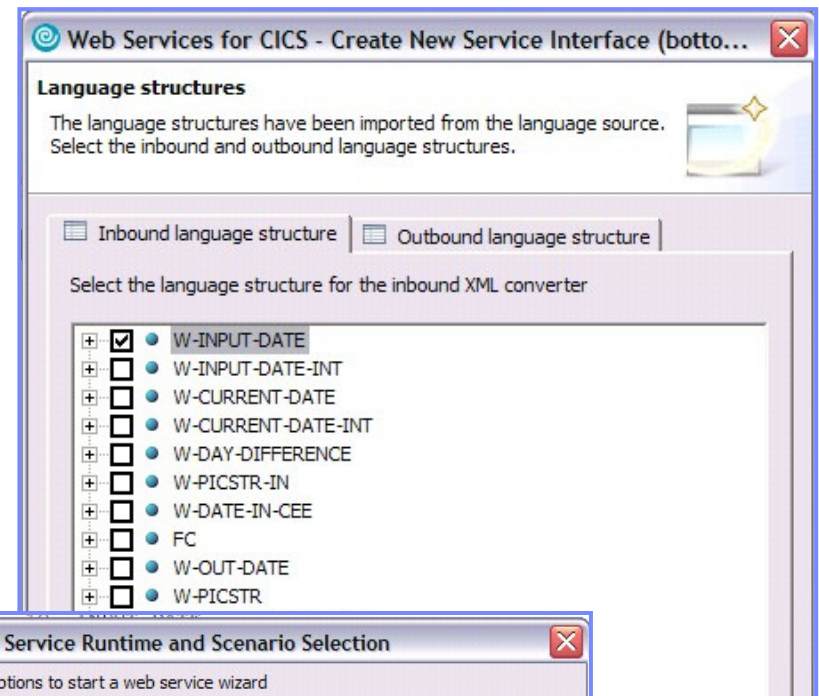 Web Services for CICS - Create New Service Interface (botto...
Language structures
The language structures have been imported from the language source.
Select the inbound and outbound language structures.
Inbound language structure
Outbound language structure
Select the language structure for the inbound XML converter
W-INPUT-DATE
W-INPUT-DATE-INT
W-CURRENT-DATE
W-CURRENT-DATE-INT
W-DAY-DIFFERENCE
W-PICSTR-IN
W-DATE-IN-CEE
FC
W-OUT-DATE
W-PICSTR
Service Runtime and Scenario Selection
to start a web service wizard